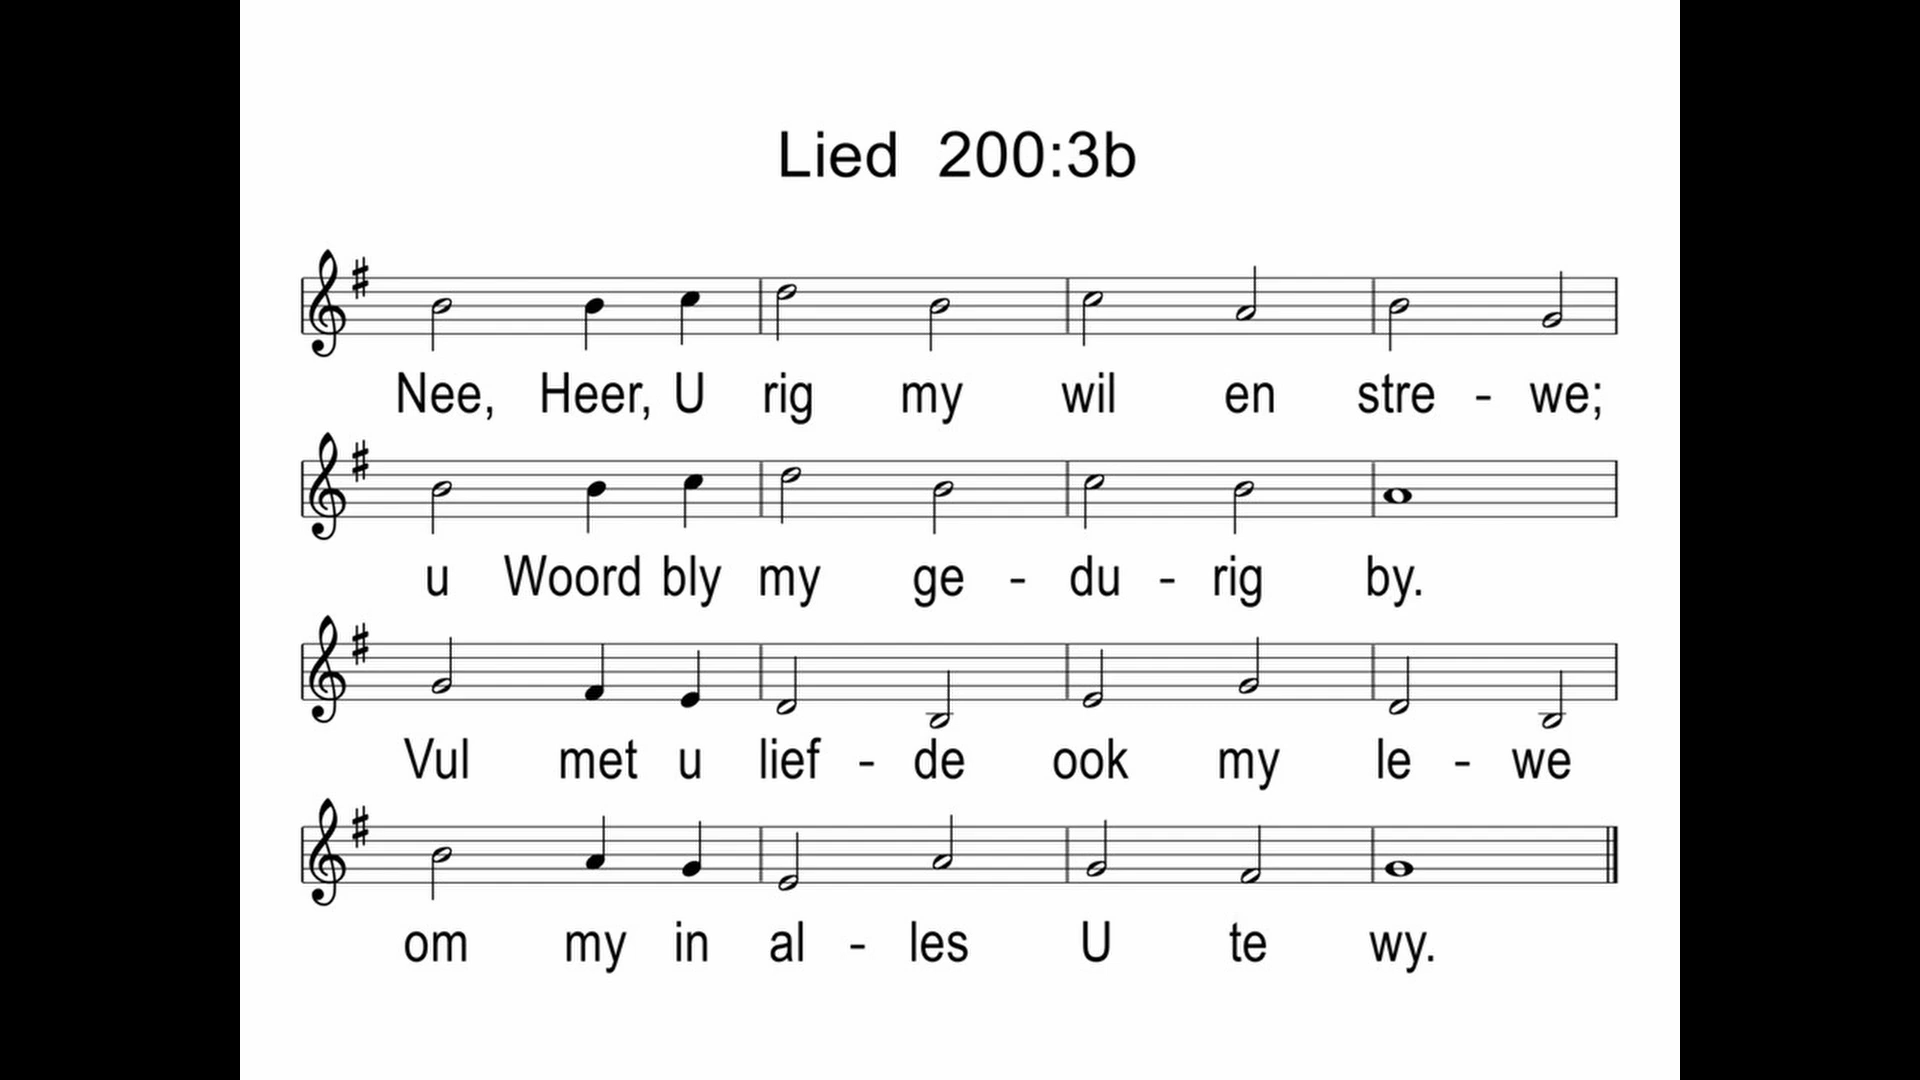 Lied 200:3b
Nee, Heer, U rig my wil en stre - we;
u Woord bly my ge - du - rig by.
Vul met u lief - de ook my le - we
om my in al - les U te wy.